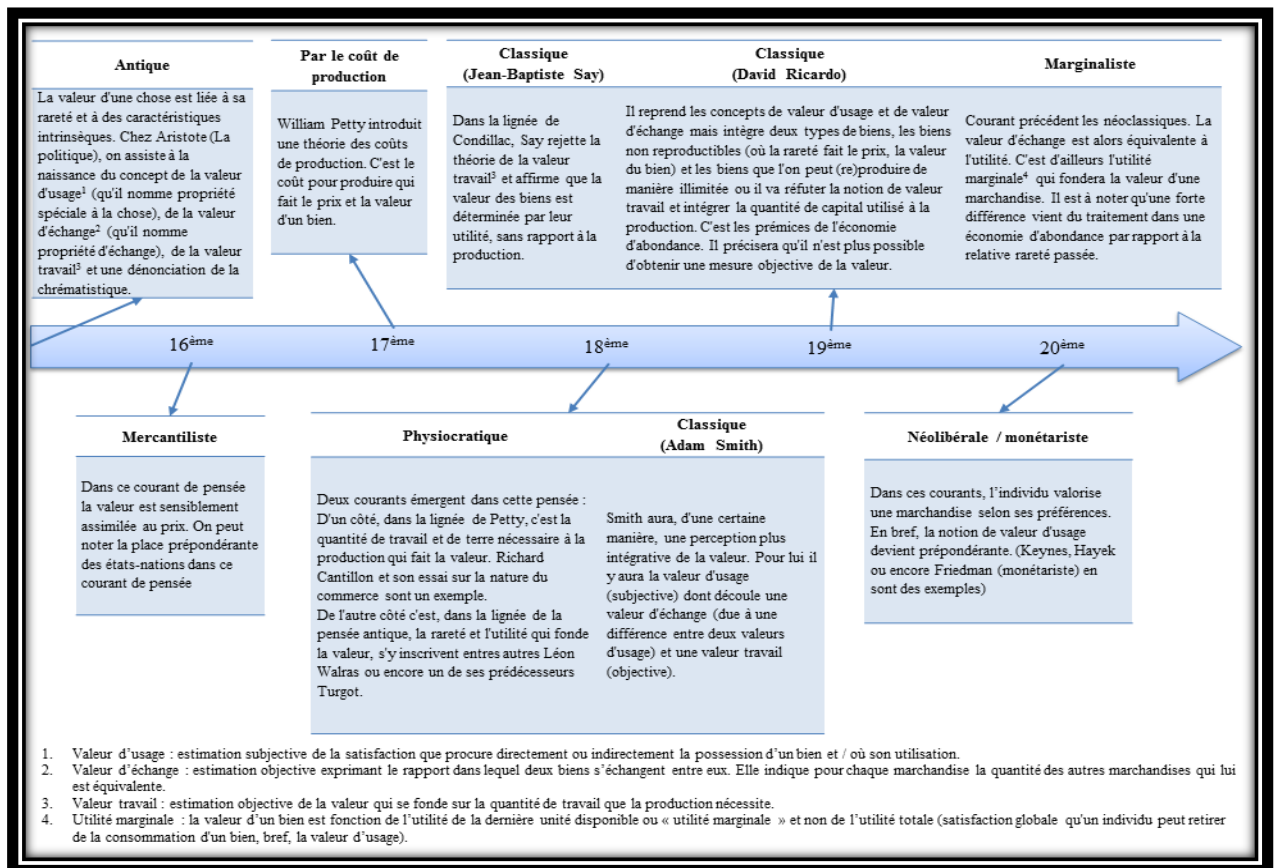 Antique
La valeur d'une chose est liée à sa
rareté et à des caractéristiques
intrinsèques. Chez Aristote (La
politique), on assiste à la
naissance du concept de la valeur
d'usage¹ (qu'il nomme propriété
spéciale à la chose), de la valeur
d'échange² (qu'il nomme
propriété d'échange), de la valeur
travail³ et une dénonciation de la
chrématistique.
Par le coût de
production
William Petty introduit
une théorie des coûts
de production. C'est le
coût pour produire qui
fait le prix et la valeur
d'un bien.
Classique
(Jean-Baptiste Say)
Dans la lignée de
Condillac, Say rejette la
théorie de la valeur
travail³ et affirme que la
valeur des biens est
déterminée par leur
utilité, sans rapport à la
production.
Classique
(David Ricardo)
Il reprend les concepts de valeur d'usage et de valeur
d'échange mais intègre deux types de biens, les biens
non reproductibles (où la rareté fait le prix, la valeur
du bien) et les biens que l'on peut (re)produire de
manière illimitée ou il va réfuter la notion de valeur
travail et intégrer la quantité de capital utilisé à la
production. C'est les prémices de l'économie
d'abondance. Il précisera qu'il n'est plus possible
d'obtenir une mesure objective de la valeur.
Marginaliste
Courant précédent les néoclassiques. La
valeur d'échange est alors équivalente à
l'utilité. C'est d'ailleurs l'utilité
marginale⁴ qui fondera la valeur d'une
marchandise. Il est à noter qu'une forte
différence vient du traitement dans une
économie d'abondance par rapport à la
relative rareté passée.
16ème 17ème 18ème 19ème 20ème
Mercantiliste
Dans ce courant de pensée
la valeur est sensiblement
assimilée au prix. On peut
noter la place prépondérante
des états-nations dans ce
courant de pensée
Physiocratique
Deux courants émergent dans cette pensée :
D'un côté, dans la lignée de Petty, c'est la
quantité de travail et de terre nécessaire à la
production qui fait la valeur. Richard
Cantillon et son essai sur la nature du
commerce sont un exemple.
De l'autre côté c'est, dans la lignée de la
pensée antique, la rareté et l'utilité qui fonde
la valeur, s'y inscrivent entres autres Léon
Walras ou encore un de ses prédécesseurs
Turgot.
Classique
(Adam Smith)
Smith aura, d'une certaine
manière, une perception plus
intégrative de la valeur. Pour lui il
y aura la valeur d'usage
(subjective) dont découle une
valeur d'échange (due à une
différence entre deux valeurs
d'usage) et une valeur travail
(objective).
Néolibérale / monétariste
Dans ces courants, l'individu valorise
une marchandise selon ses préférences.
En bref, la notion de valeur d'usage
devient prépondérante. (Keynes, Hayek
ou encore Friedman (monétariste) en
sont des exemples)
1. Valeur d'usage : estimation subjective de la satisfaction que procure directement ou indirectement la possession d'un bien et / où son utilisation.
2. Valeur d'échange : estimation objective exprimant le rapport dans lequel deux biens s'échangent entre eux. Elle indique pour chaque marchandise la quantité des autres marchandises qui lui
est équivalente.
3. Valeur travail : estimation objective de la valeur qui se fonde sur la quantité de travail que la production nécessite.
4. Utilité marginale : la valeur d'un bien est fonction de l'utilité de la dernière unité disponible ou « utilité marginale » et non de l'utilité totale (satisfaction globale qu'un individu peut retirer
de la consommation d'un bien, bref, la valeur d'usage).